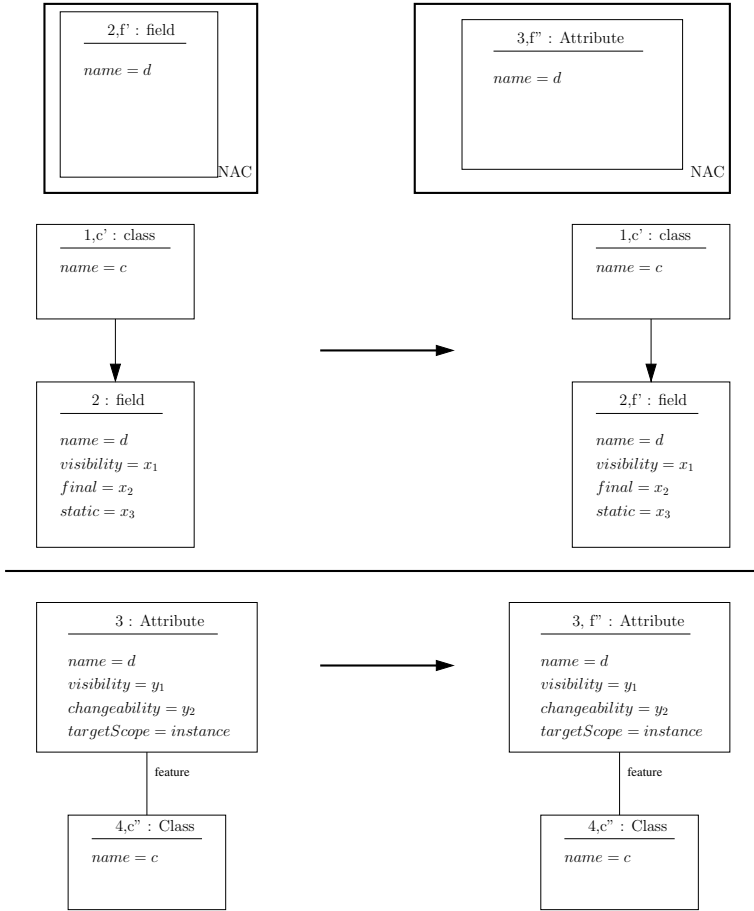 2,f' : field
name = d
NAC
3,f" : Attribute
name = d
NAC
1,c' : class
name = c
1,c' : class
name = c
2 : field
name = d
visibility = x₁
final = x₂
static = x₃
2,f' : field
name = d
visibility = x₁
final = x₂
static = x₃
3 : Attribute
name = d
visibility = y₁
changeability = y₂
targetScope = instance
3, f" : Attribute
name = d
visibility = y₁
changeability = y₂
targetScope = instance
feature
feature
4,c" : Class
name = c
4,c" : Class
name = c